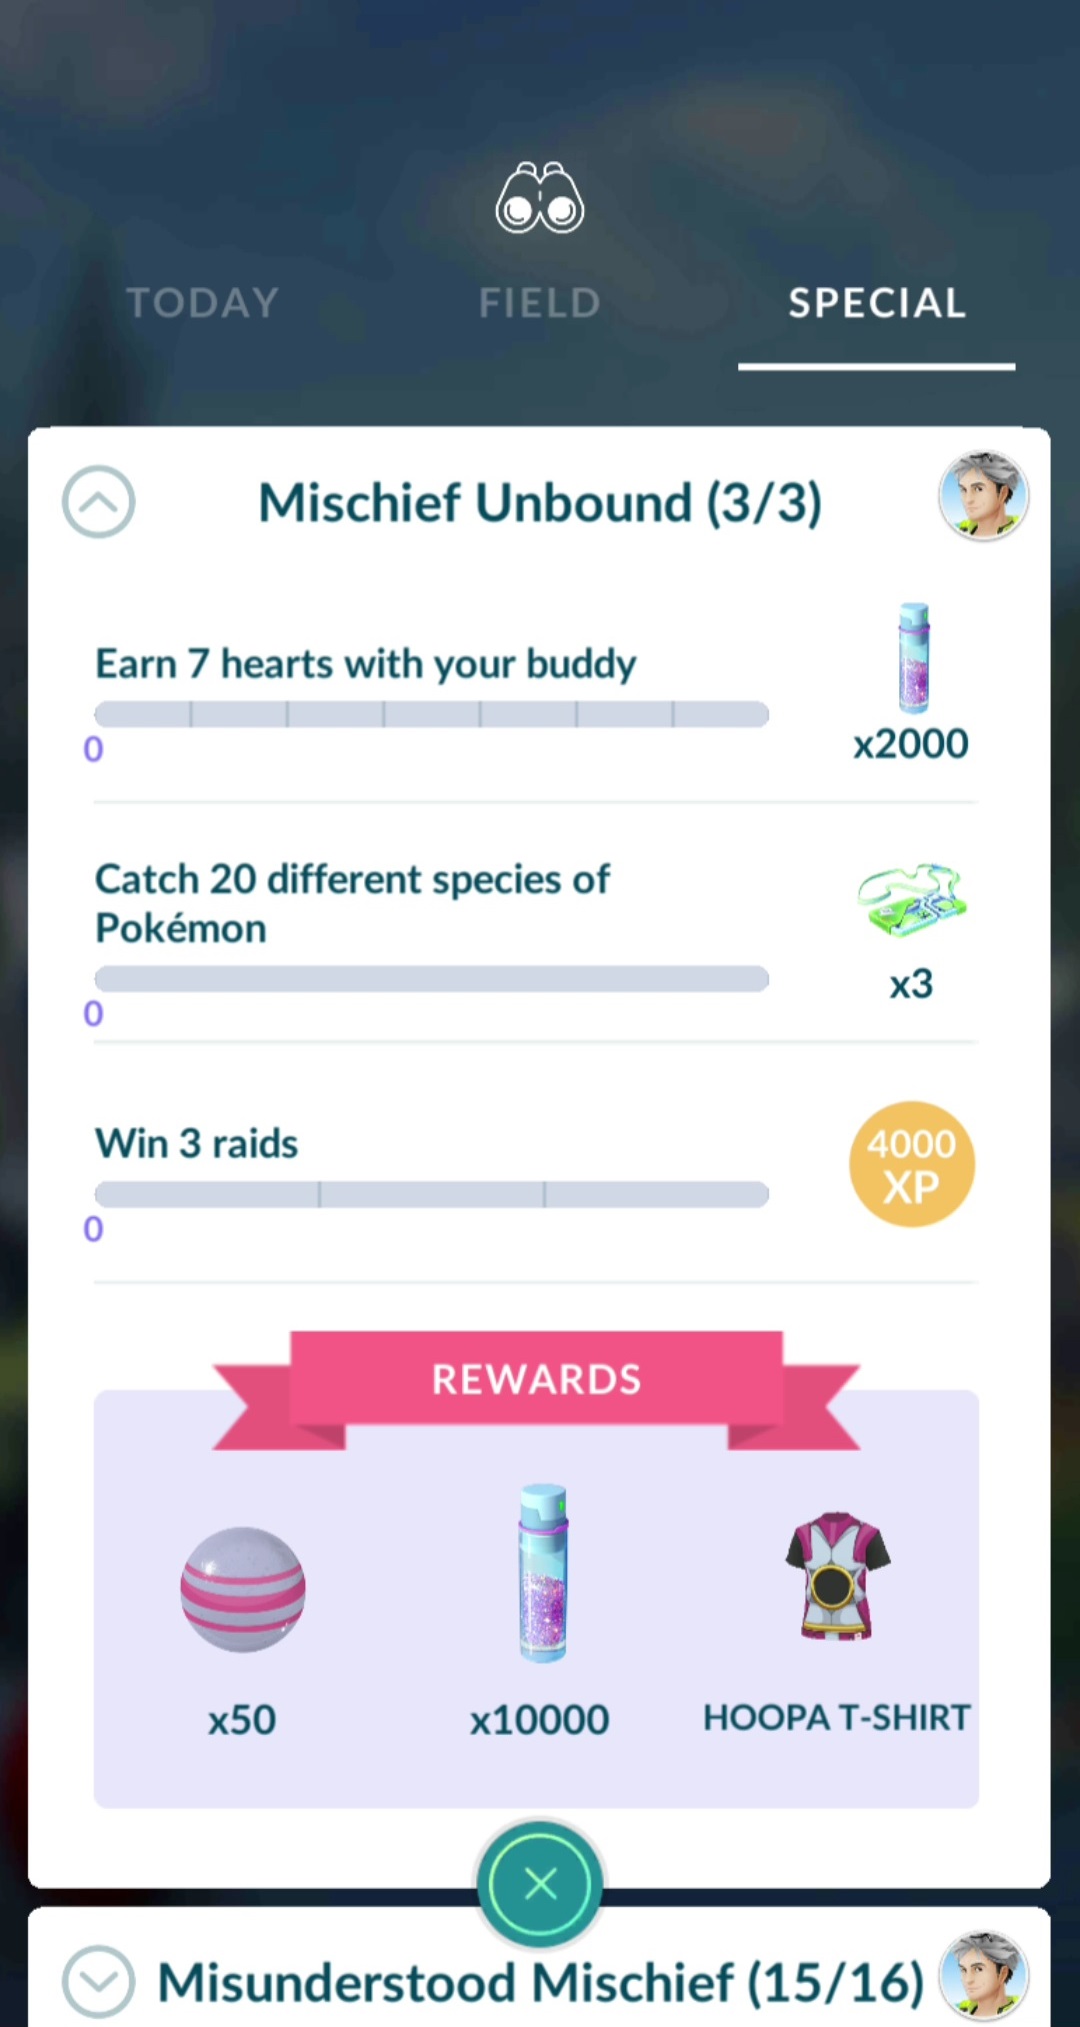 TODAY
FIELD
SPECIAL
Mischief Unbound (3/3)
Earn 7 hearts with your buddy
0
x2000
Catch 20 different species of
Pokémon
0
x3
Win 3 raids
0
4000
XP
REWARDS
x50
x10000
HOOPA T-SHIRT
Misunderstood Mischief (15/16)